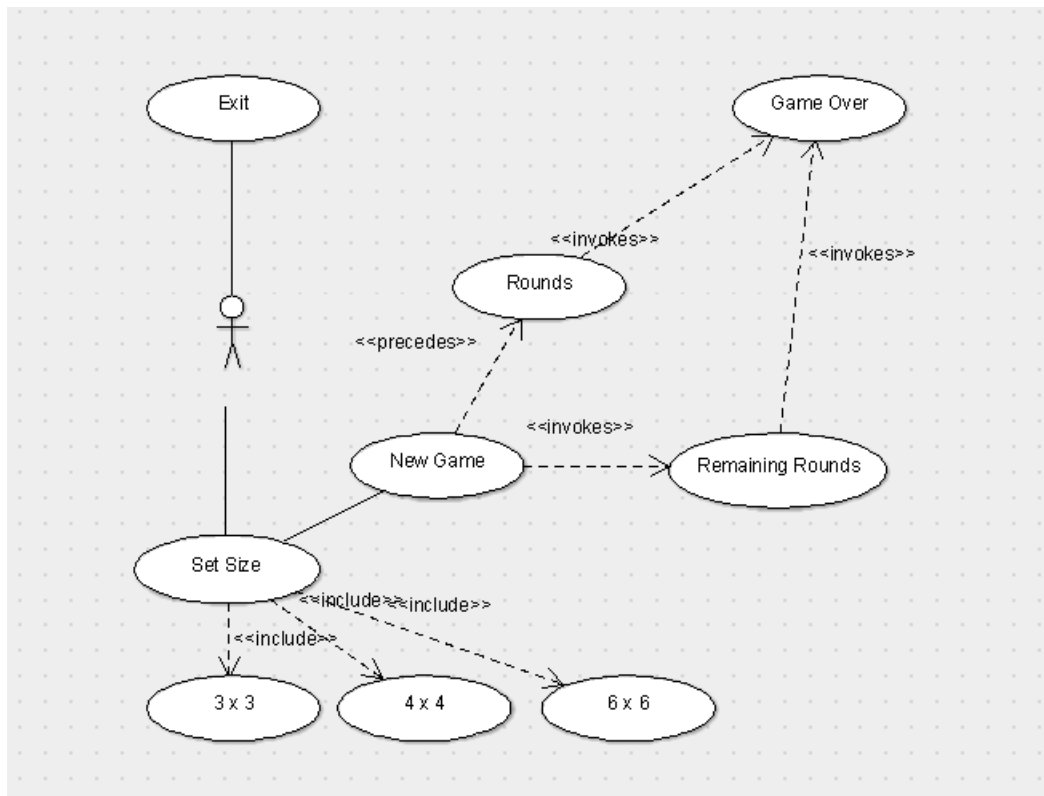 Exit
Game Over
<<invokes>>
<<invokes>>
Rounds
<<precedes>>
<<invokes>>
New Game
Remaining Rounds
Set Size
<<include>>
<<include>>
<<include>>
3 x 3
4 x 4
6 x 6